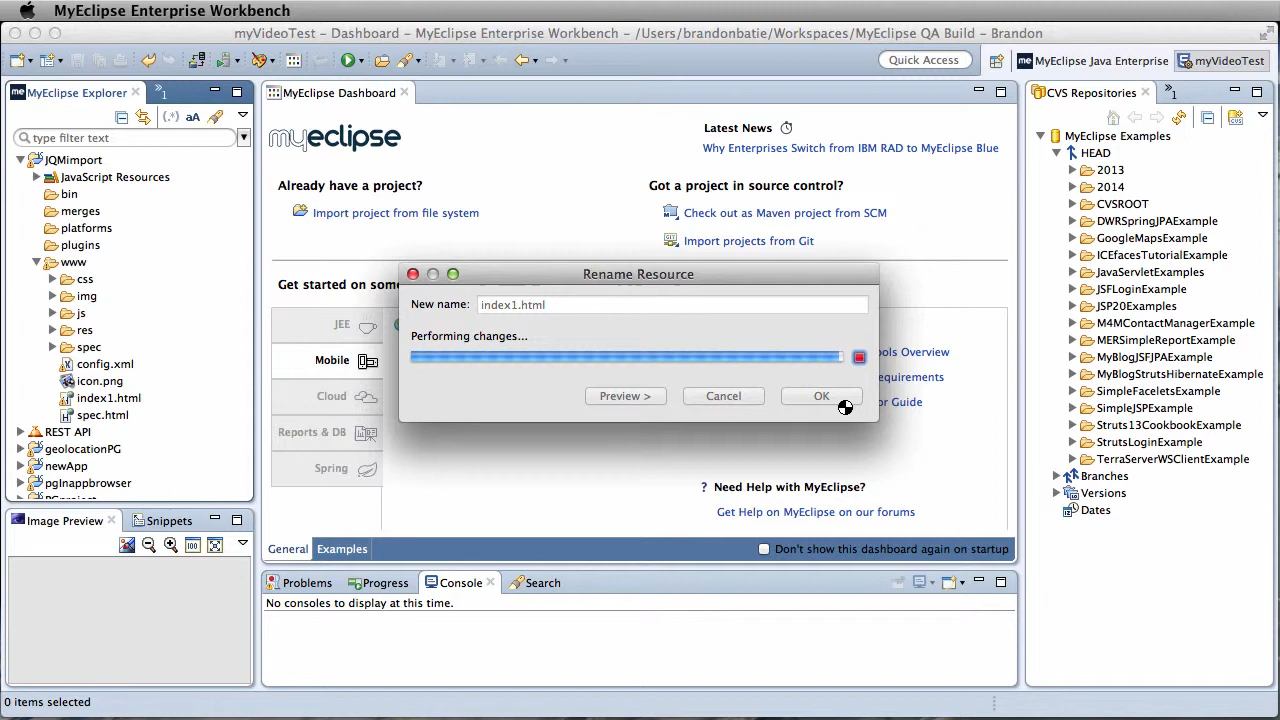 MyEclipse Enterprise Workbench
myVideoTest – Dashboard – MyEclipse Enterprise Workbench – /Users/brandonbatie/Workspaces/MyEclipse QA Build – Brandon
Quick Access
MyEclipse Java Enterprise
myVideoTest
MyEclipse Explorer
1
type filter text
JQMimport
JavaScript Resources
bin
merges
platforms
plugins
www
css
img
js
res
spec
config.xml
icon.png
index1.html
spec.html
REST API
geolocationPG
newApp
pgInappbrowser
PGproject
Image Preview
Snippets
100
0 items selected
MyEclipse Dashboard
myeclipse
Latest News
Why Enterprises Switch from IBM RAD to MyEclipse Blue
Already have a project?
Import project from file system
Got a project in source control?
Check out as Maven project from SCM
Import projects from Git
Get started on som
JEE
Mobile
Cloud
Reports & DB
Spring
ools Overview
equirements
or Guide
Rename Resource
New name: index1.html
Performing changes...
Preview >
Cancel
OK
? Need Help with MyEclipse?
Get Help on MyEclipse on our forums
General
Examples
Don't show this dashboard again on startup
Problems
Progress
Console
Search
No consoles to display at this time.
CVS Repositories
1
MyEclipse Examples
HEAD
2013
2014
CVSROOT
DWRSpringJPAExample
GoogleMapsExample
ICEfacesTutorialExample
JavaServletExamples
JSFLoginExample
JSP20Examples
M4MContactManagerExample
MERSimpleReportExample
MyBlogJSFJPAExample
MyBlogStrutsHibernateExample
SimpleFaceletsExample
SimpleJSPExample
Struts13CookbookExample
StrutsLoginExample
TerraServerWSClientExample
Branches
Versions
Dates